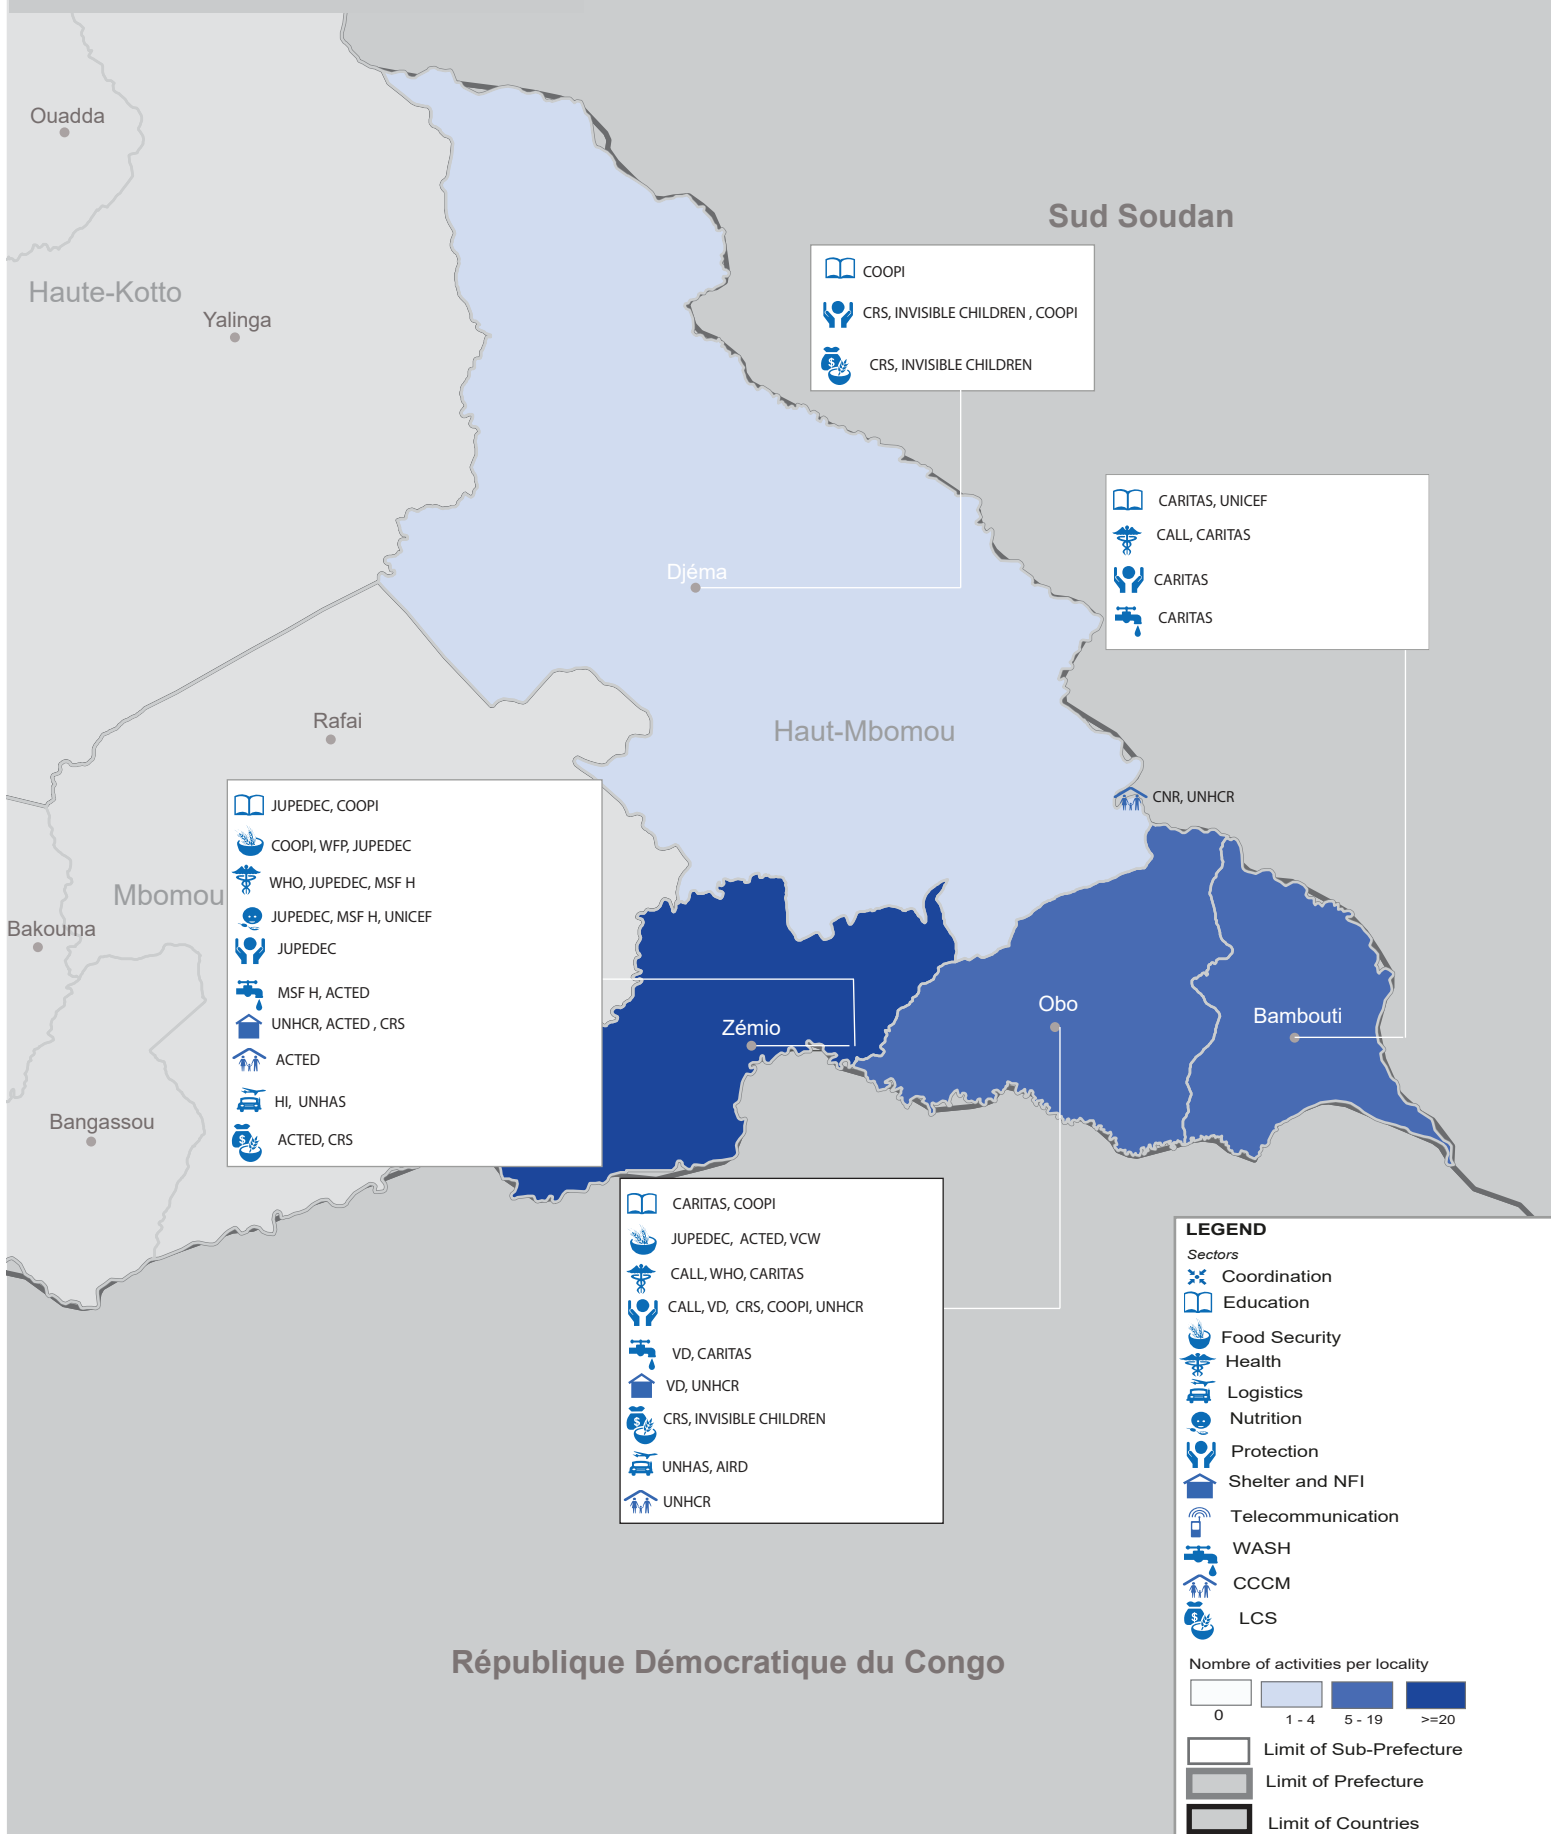 Ouadda
Sud Soudan
Haute-Kotto
Yalinga
COOPI
CRS, INVISIBLE CHILDREN , COOPI
CRS, INVISIBLE CHILDREN
CARITAS, UNICEF
CALL, CARITAS
CARITAS
CARITAS
Djéma
Rafai
Haut-Mbomou
CNR, UNHCR
JUPEDEC, COOPI
COOPI, WFP, JUPEDEC
WHO, JUPEDEC, MSF H
JUPEDEC, MSF H, UNICEF
JUPEDEC
MSF H, ACTED
UNHCR, ACTED , CRS
ACTED
HI, UNHAS
ACTED, CRS
Mbomou
Bakouma
Bangassou
Zémio
Obo
Bambouti
CARITAS, COOPI
JUPEDEC, ACTED, VCW
CALL, WHO, CARITAS
CALL, VD, CRS, COOPI, UNHCR
VD, CARITAS
VD, UNHCR
CRS, INVISIBLE CHILDREN
UNHAS, AIRD
UNHCR
République Démocratique du Congo
LEGEND
Sectors
Coordination
Education
Food Security
Health
Logistics
Nutrition
Protection
Shelter and NFI
Telecommunication
WASH
CCCM
LCS
Nombre of activities per locality
0 1 - 4 5 - 19 >=20
Limit of Sub-Prefecture
Limit of Prefecture
Limit of Countries